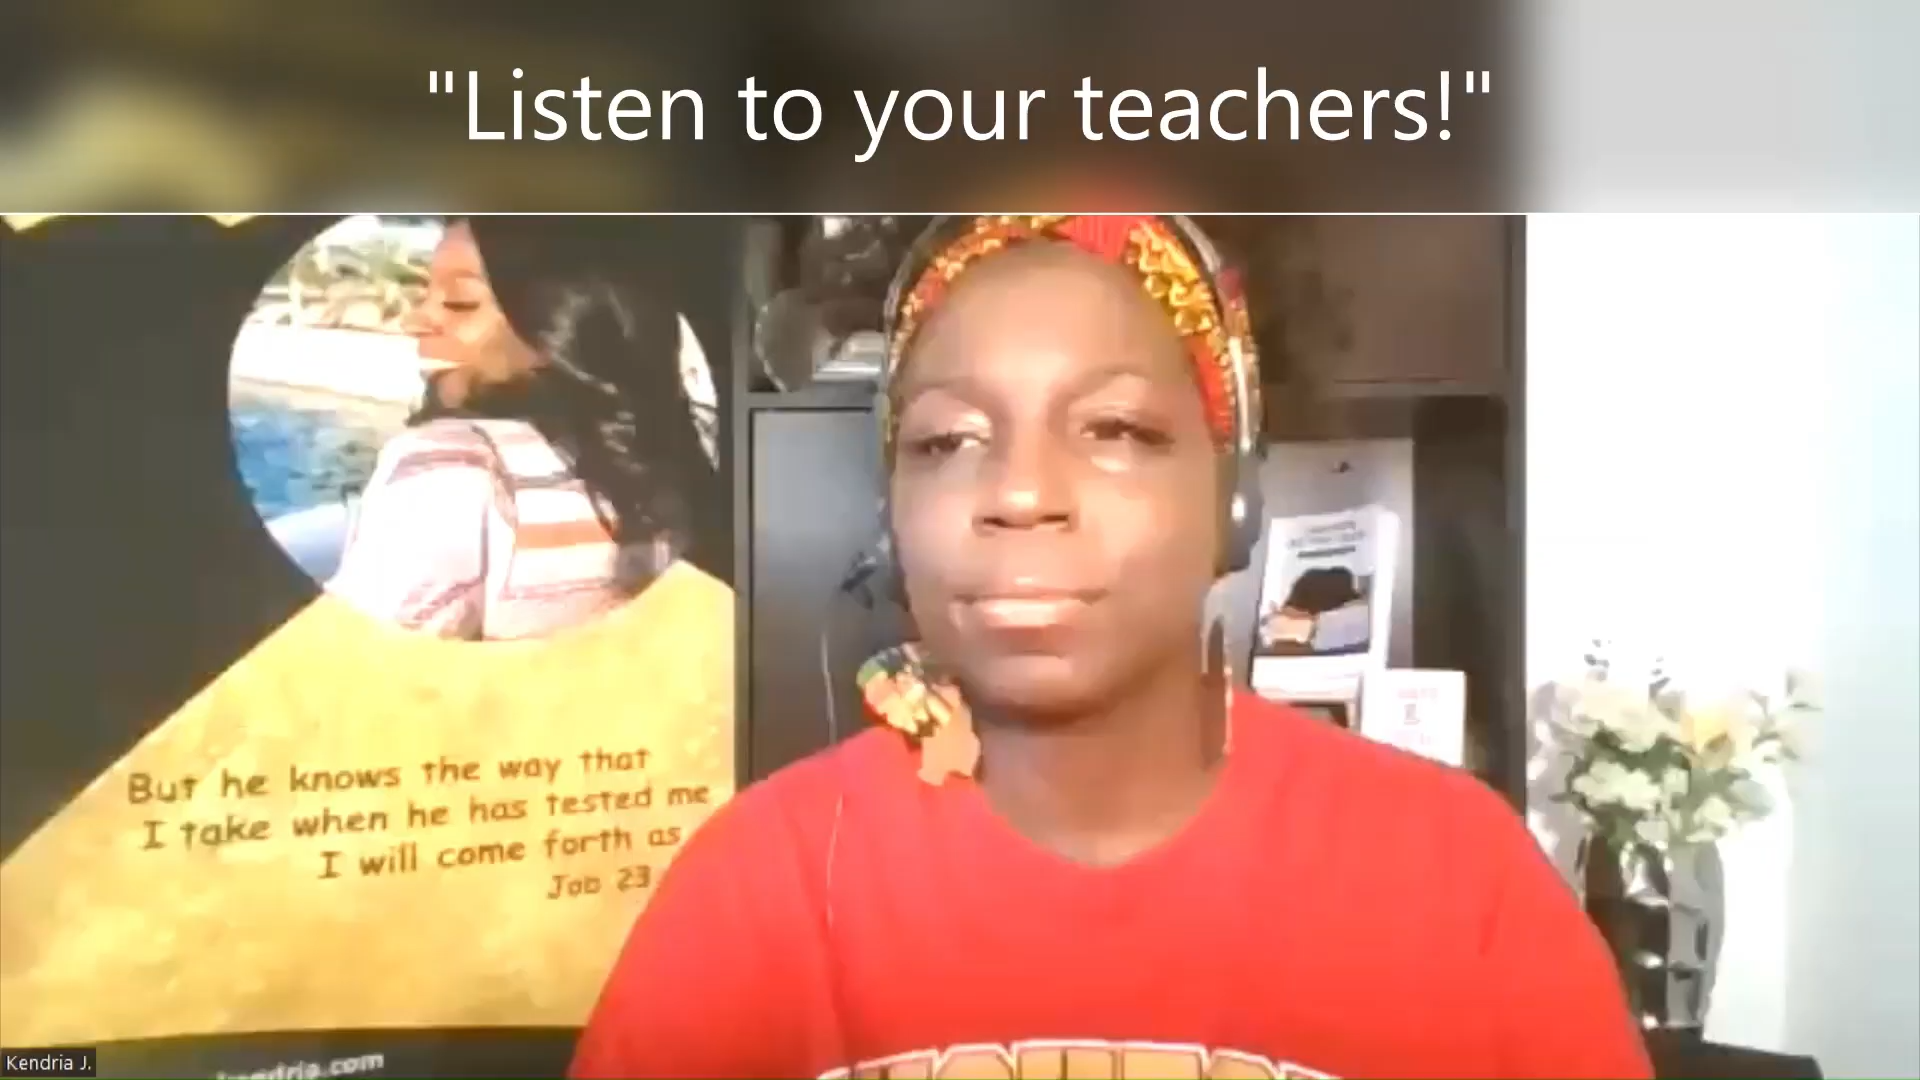 "Listen to your teachers!"
But he knows the way that
I take when he has tested me
I will come forth as
Job 23
Kendria J.